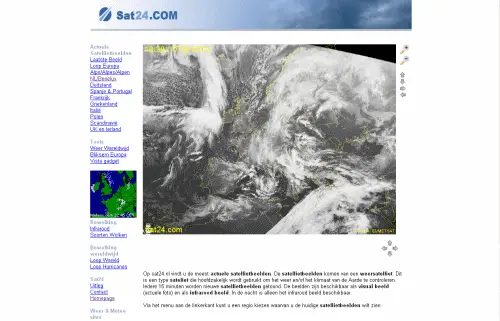 Sat24.COM
Actuele
Satellietbeelden
Laatste Beeld
Loop Europa
Alps/Alpes/Alpen
NL/Benelux
Duitsland
Spanje & Portugal
Frankrijk
Griekenland
Italië
Polen
Scandinavië
UK en Ierland
Tools
Weer Wereldwijd
Bliksem Europa
Vista gadget
Bewolking
Infrarood
Soorten Wolken
Bewolking
wereldwijd
Loop Wereld
Loop Hurricanes
Sat24
Uitleg
Contact
Homepage
Weer & Meteo
sites
sat24.com
EUMETSAT
Op sat24.nl vindt u de meest actuele satellietbeelden. De satellietbeelden komen van een weersatelliet. Dit
is een type satelliet die hoofdzakelijk wordt gebruikt om het weer en/of het klimaat van de Aarde te controleren.
Iedere 15 minuten worden nieuwe satellietbeelden getoond. De beelden zijn beschikbaar als visual beeld
(actuele foto) en als infrarood beeld. In de nacht is alleen het infrarood beeld beschikbaar.
Via het menu aan de linkerkant kunt u een regio kiezen waarvan u de huidige satellietbeelden wilt zien.